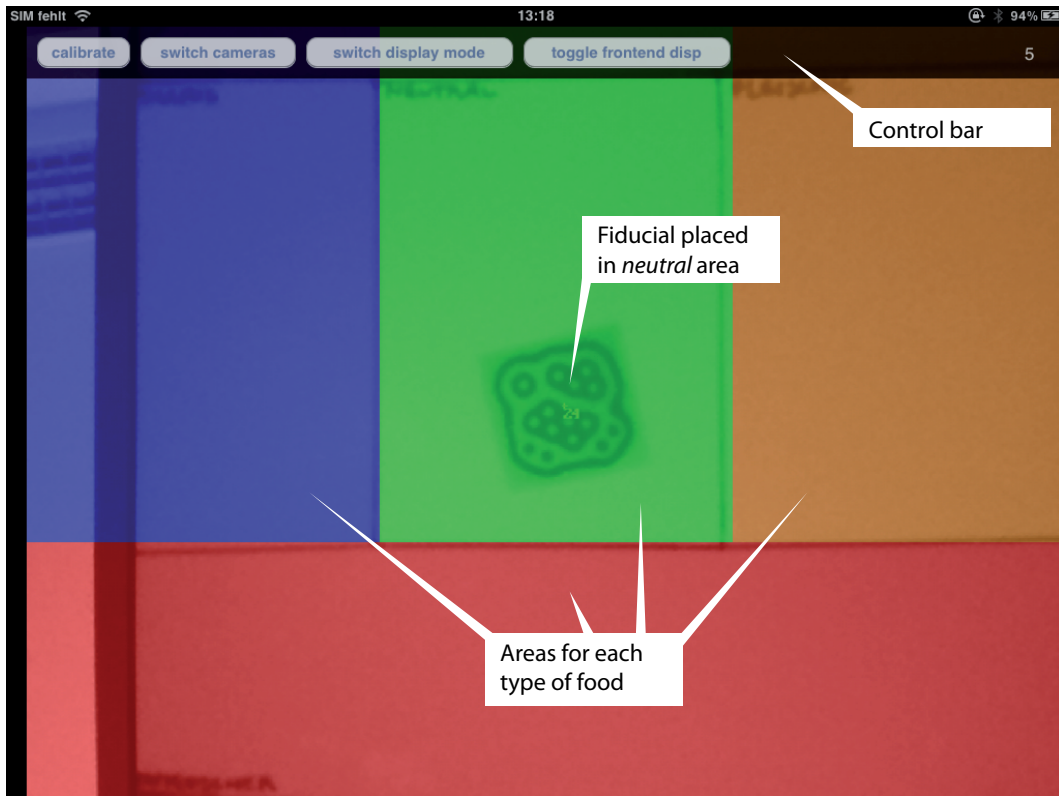 SIM fehlt 13:18 94%
calibrate switch cameras switch display mode toggle frontend disp 5
NEUTRAL
Control bar
Fiducial placed
in neutral area
Areas for each
type of food